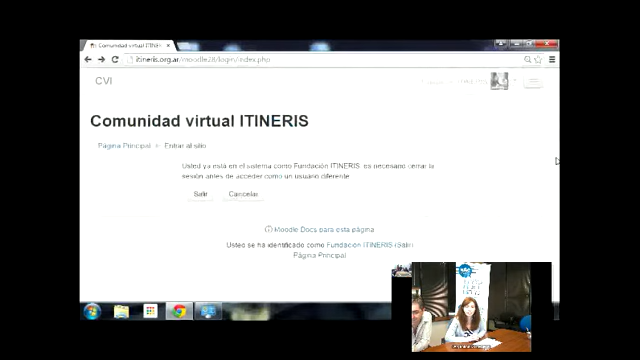 Comunidad virtual ITINERI
itineris.org.ar/moodle28/login/index.php
CVI
Comunidad virtual ITINERIS
Página Principal
Entrar al sitio
Usted ya está en el sistema como Fundación ITINERIS: es necesario cerrar la
sesión antes de acceder como un usuario diferente.
Salir Cancelar
Moodle Docs para esta página
Usted se ha identificado como Fundación ITINERIS (Salir)
Página Principal